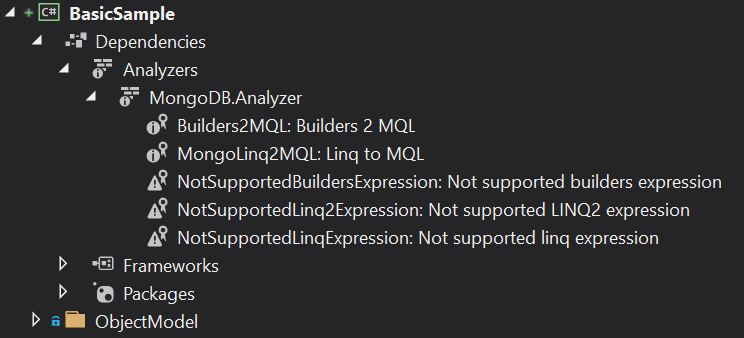 C# BasicSample
Dependencies
Analyzers
MongoDB.Analyzer
Builders2MQL: Builders 2 MQL
MongoLinq2MQL: Linq to MQL
NotSupportedBuildersExpression: Not supported builders expression
NotSupportedLinq2Expression: Not supported LINQ2 expression
NotSupportedLinqExpression: Not supported linq expression
Frameworks
Packages
ObjectModel